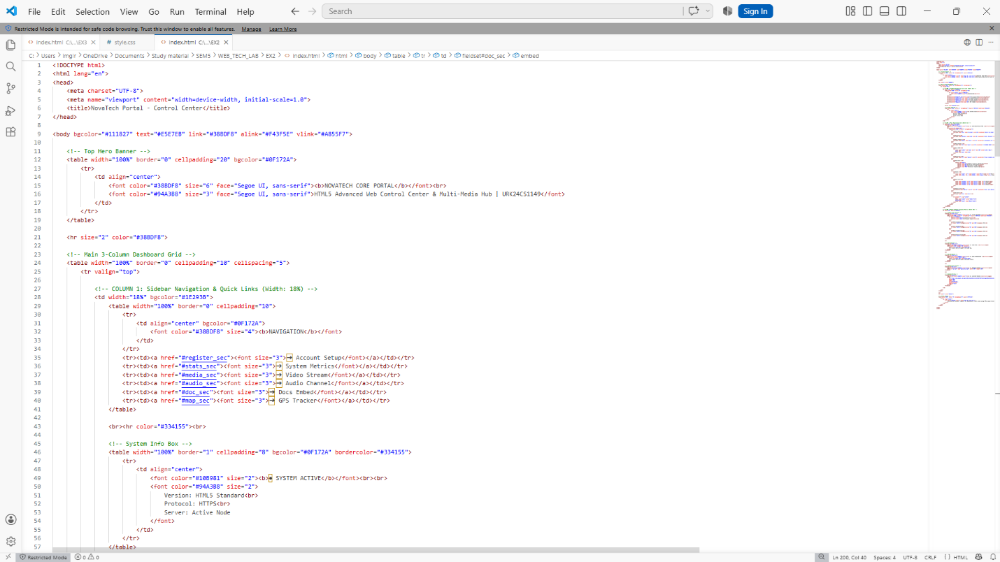 File Edit Selection View Go Run Terminal Help
Search
Sign In
Restricted Mode is intended for safe code browsing. Trust this window to enable all features. Manage Learn More
index.html C:\...\EX3
style.css
index.html C:\...\EX2
C: > Users > imglr > OneDrive > Documents > Study material > SEM5 > WEB_TECH_LAB > EX2 > index.html > html > body > table > tr > td > fieldset#doc_sec > embed
1 <!DOCTYPE html>
2 <html lang="en">
3 <head>
4 <meta charset="UTF-8">
5 <meta name="viewport" content="width=device-width, initial-scale=1.0">
6 <title>NovaTech Portal - Control Center</title>
7 </head>
8
9 <body bgcolor="#111827" text="#E5E7EB" link="#38BDF8" alink="#F43F5E" vlink="#A855F7">
10
11 <!-- Top Hero Banner -->
12 <table width="100%" border="0" cellpadding="20" bgcolor="#0F172A">
13 <tr>
14 <td align="center">
15 <font color="#38BDF8" size="6" face="Segoe UI, sans-serif"><b>NOVATECH CORE PORTAL</b></font><br>
16 <font color="#94A3B8" size="3" face="Segoe UI, sans-serif">HTML5 Advanced Web Control Center & Multi-Media Hub | URK24CS1149</font>
17 </td>
18 </tr>
19 </table>
20
21 <hr size="2" color="#38BDF8">
22
23 <!-- Main 3-Column Dashboard Grid -->
24 <table width="100%" border="0" cellpadding="10" cellspacing="5">
25 <tr valign="top">
26
27 <!-- COLUMN 1: Sidebar Navigation & Quick Links (Width: 18%) -->
28 <td width="18%" bgcolor="#1E293B">
29 <table width="100%" border="0" cellpadding="10">
30 <tr>
31 <td align="center" bgcolor="#0F172A">
32 <font color="#38BDF8" size="4"><b>NAVIGATION</b></font>
33 </td>
34 </tr>
35 <tr><td><a href="#register_sec"><font size="3">→ Account Setup</font></a></td></tr>
36 <tr><td><a href="#stats_sec"><font size="3">→ System Metrics</font></a></td></tr>
37 <tr><td><a href="#media_sec"><font size="3">→ Video Stream</font></a></td></tr>
38 <tr><td><a href="#audio_sec"><font size="3">→ Audio Channel</font></a></td></tr>
39 <tr><td><a href="#doc_sec"><font size="3">→ Docs Embed</font></a></td></tr>
40 <tr><td><a href="#map_sec"><font size="3">→ GPS Tracker</font></a></td></tr>
41 </table>
42
43 <br><hr color="#334155"><br>
44
45 <!-- System Info Box -->
46 <table width="100%" border="1" cellpadding="8" bgcolor="#0F172A" bordercolor="#334155">
47 <tr>
48 <td align="center">
49 <font color="#10B981" size="2"><b>● SYSTEM ACTIVE</b></font><br><br>
50 <font color="#94A3B8" size="2">
51 Version: HTML5 Standard<br>
52 Protocol: HTTPS<br>
53 Server: Active Node
54 </font>
55 </td>
56 </tr>
57 </table>
Restricted Mode 0 0 Ln 200, Col 40 Spaces: 4 UTF-8 CRLF { } HTML